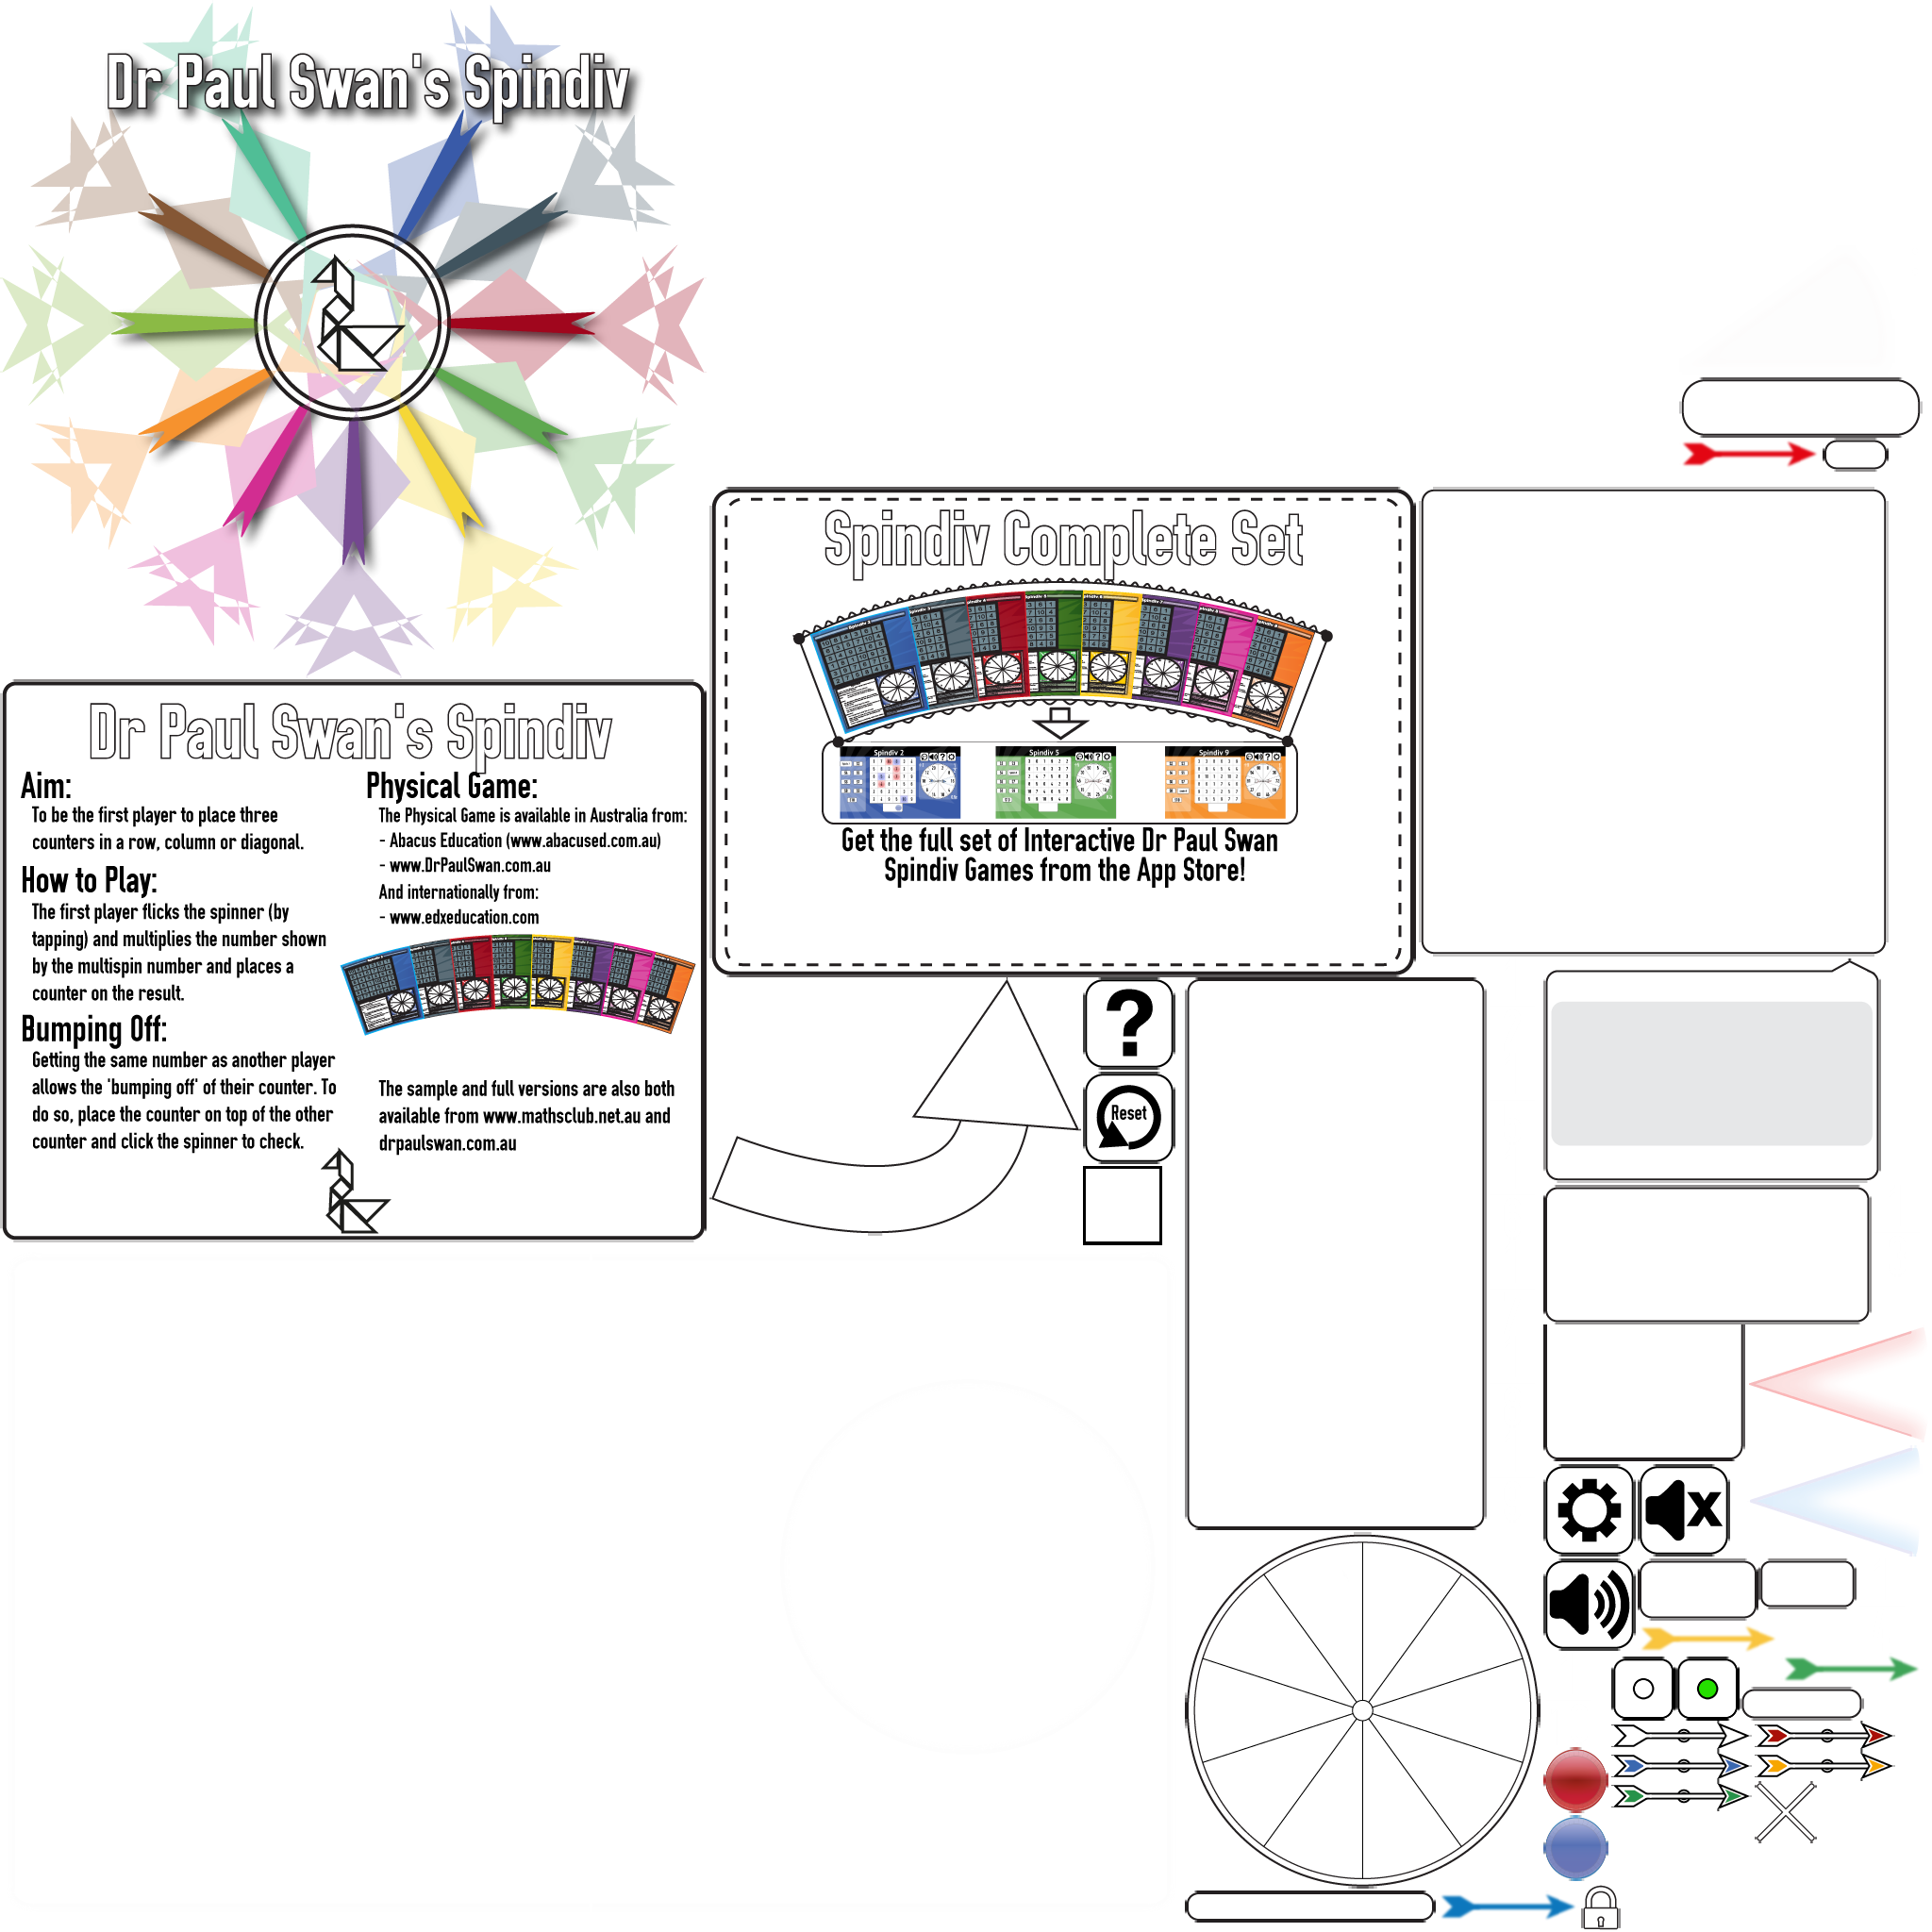 Dr Paul Swan's Spindiv
Spindiv Complete Set
Spindiv 2
Spindiv 5
Spindiv 9
Get the full set of Interactive Dr Paul Swan
Spindiv Games from the App Store!
Dr Paul Swan's Spindiv
Aim:
To be the first player to place three
counters in a row, column or diagonal.
How to Play:
The first player flicks the spinner (by
tapping) and multiplies the number shown
by the multispin number and places a
counter on the result.
Bumping Off:
Getting the same number as another player
allows the 'bumping off' of their counter. To
do so, place the counter on top of the other
counter and click the spinner to check.
Physical Game:
The Physical Game is available in Australia from:
- Abacus Education (www.abacused.com.au)
- www.DrPaulSwan.com.au
And internationally from:
- www.edxeducation.com
The sample and full versions are also both
available from www.mathsclub.net.au and
drpaulswan.com.au
?
Reset